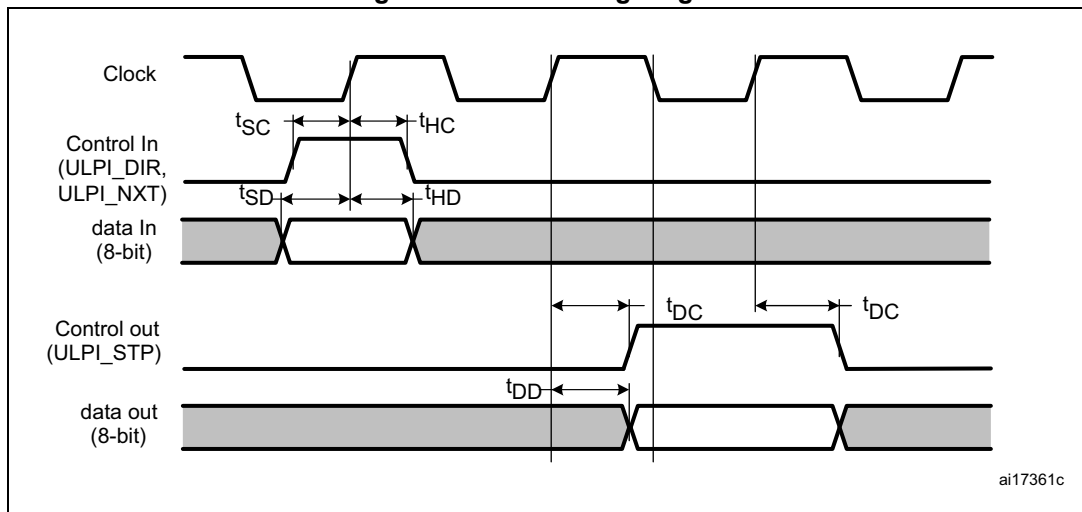 Clock
tSC
tHC
Control In
(ULPI_DIR,
ULPI_NXT)
tSD
tHD
data In
(8-bit)
tDC
tDC
Control out
(ULPI_STP)
tDD
data out
(8-bit)
ai17361c